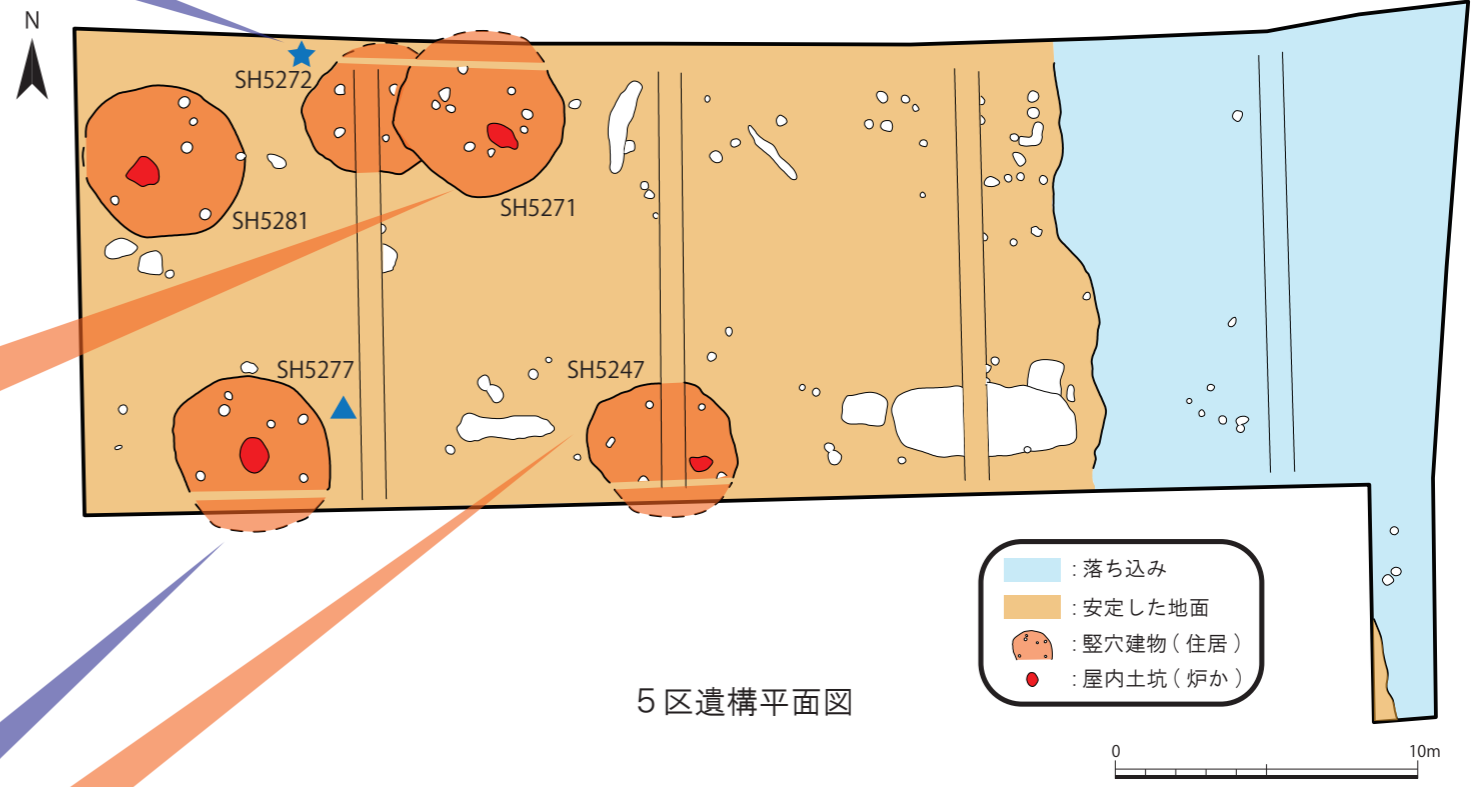 N
SH5272
SH5281
SH5271
SH5277
SH5247
: 落ち込み
: 安定した地面
: 竪穴建物 ( 住居 )
: 屋内土坑 ( 炉か )
5区遺構平面図
0 10m